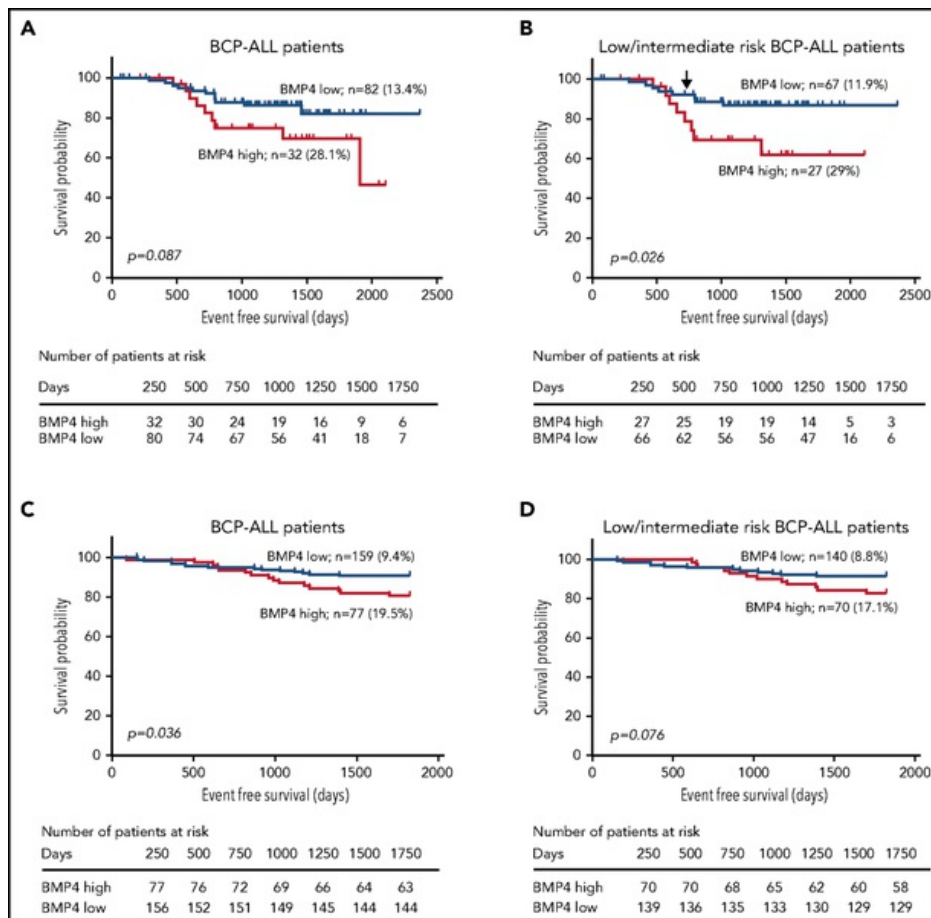 A
BCP-ALL patients
100
80
60
40
20
0
Survival probability
BMP4 low; n=82 (13.4%)
BMP4 high; n=32 (28.1%)
p=0.087
0 500 1000 1500 2000 2500
Event free survival (days)
Number of patients at risk
Days 250 500 750 1000 1250 1500 1750
BMP4 high 32 30 24 19 16 9 6
BMP4 low 80 74 67 56 41 18 7
B
Low/intermediate risk BCP-ALL patients
100
80
60
40
20
0
Survival probability
BMP4 low; n=67 (11.9%)
BMP4 high; n=27 (29%)
p=0.026
0 500 1000 1500 2000 2500
Event free survival (days)
Number of patients at risk
Days 250 500 750 1000 1250 1500 1750
BMP4 high 27 25 19 19 14 5 3
BMP4 low 66 62 56 56 47 16 6
C
BCP-ALL patients
100
80
60
40
20
0
Survival probability
BMP4 low; n=159 (9.4%)
BMP4 high; n=77 (19.5%)
p=0.036
0 500 1000 1500 2000
Event free survival (days)
Number of patients at risk
Days 250 500 750 1000 1250 1500 1750
BMP4 high 77 76 72 69 66 64 63
BMP4 low 156 152 151 149 145 144 144
D
Low/intermediate risk BCP-ALL patients
100
80
60
40
20
0
Survival probability
BMP4 low; n=140 (8.8%)
BMP4 high; n=70 (17.1%)
p=0.076
0 500 1000 1500 2000
Event free survival (days)
Number of patients at risk
Days 250 500 750 1000 1250 1500 1750
BMP4 high 70 70 68 65 62 60 58
BMP4 low 139 136 135 133 130 129 129